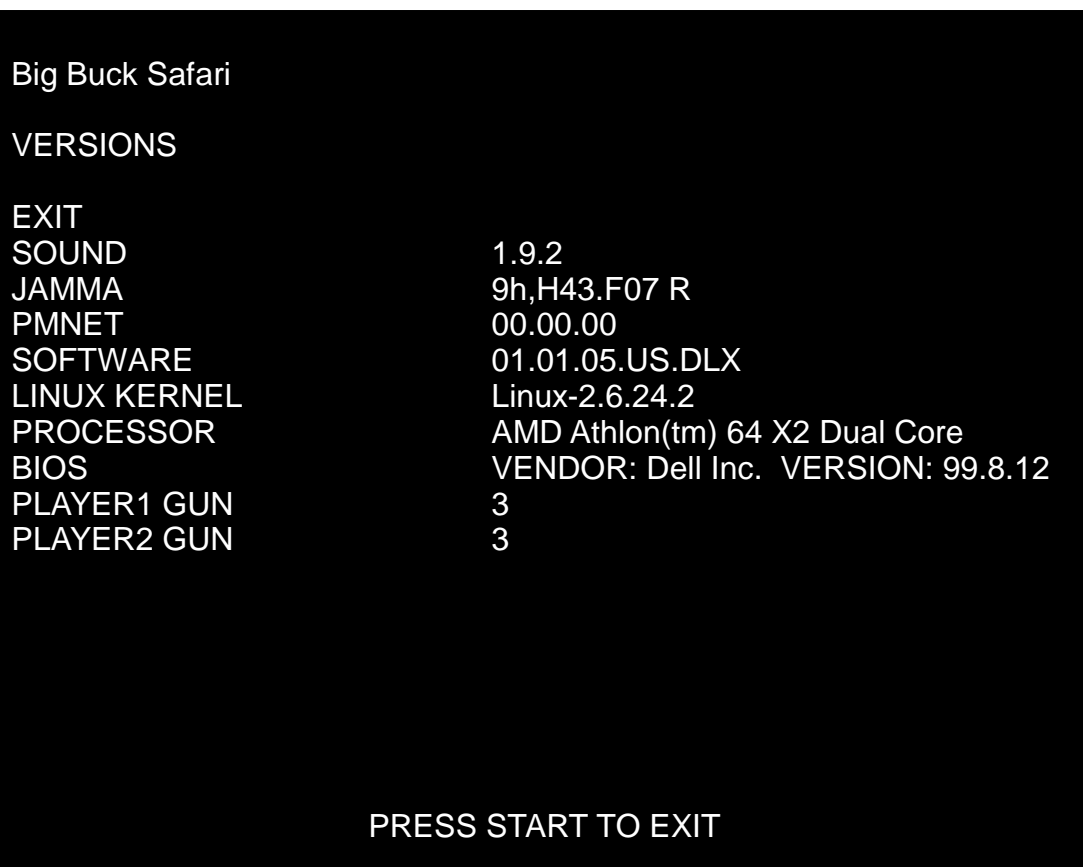 Big Buck Safari
VERSIONS
EXIT
SOUND 1.9.2
JAMMA 9h,H43.F07 R
PMNET 00.00.00
SOFTWARE 01.01.05.US.DLX
LINUX KERNEL Linux-2.6.24.2
PROCESSOR AMD Athlon(tm) 64 X2 Dual Core
BIOS VENDOR: Dell Inc. VERSION: 99.8.12
PLAYER1 GUN 3
PLAYER2 GUN 3
PRESS START TO EXIT